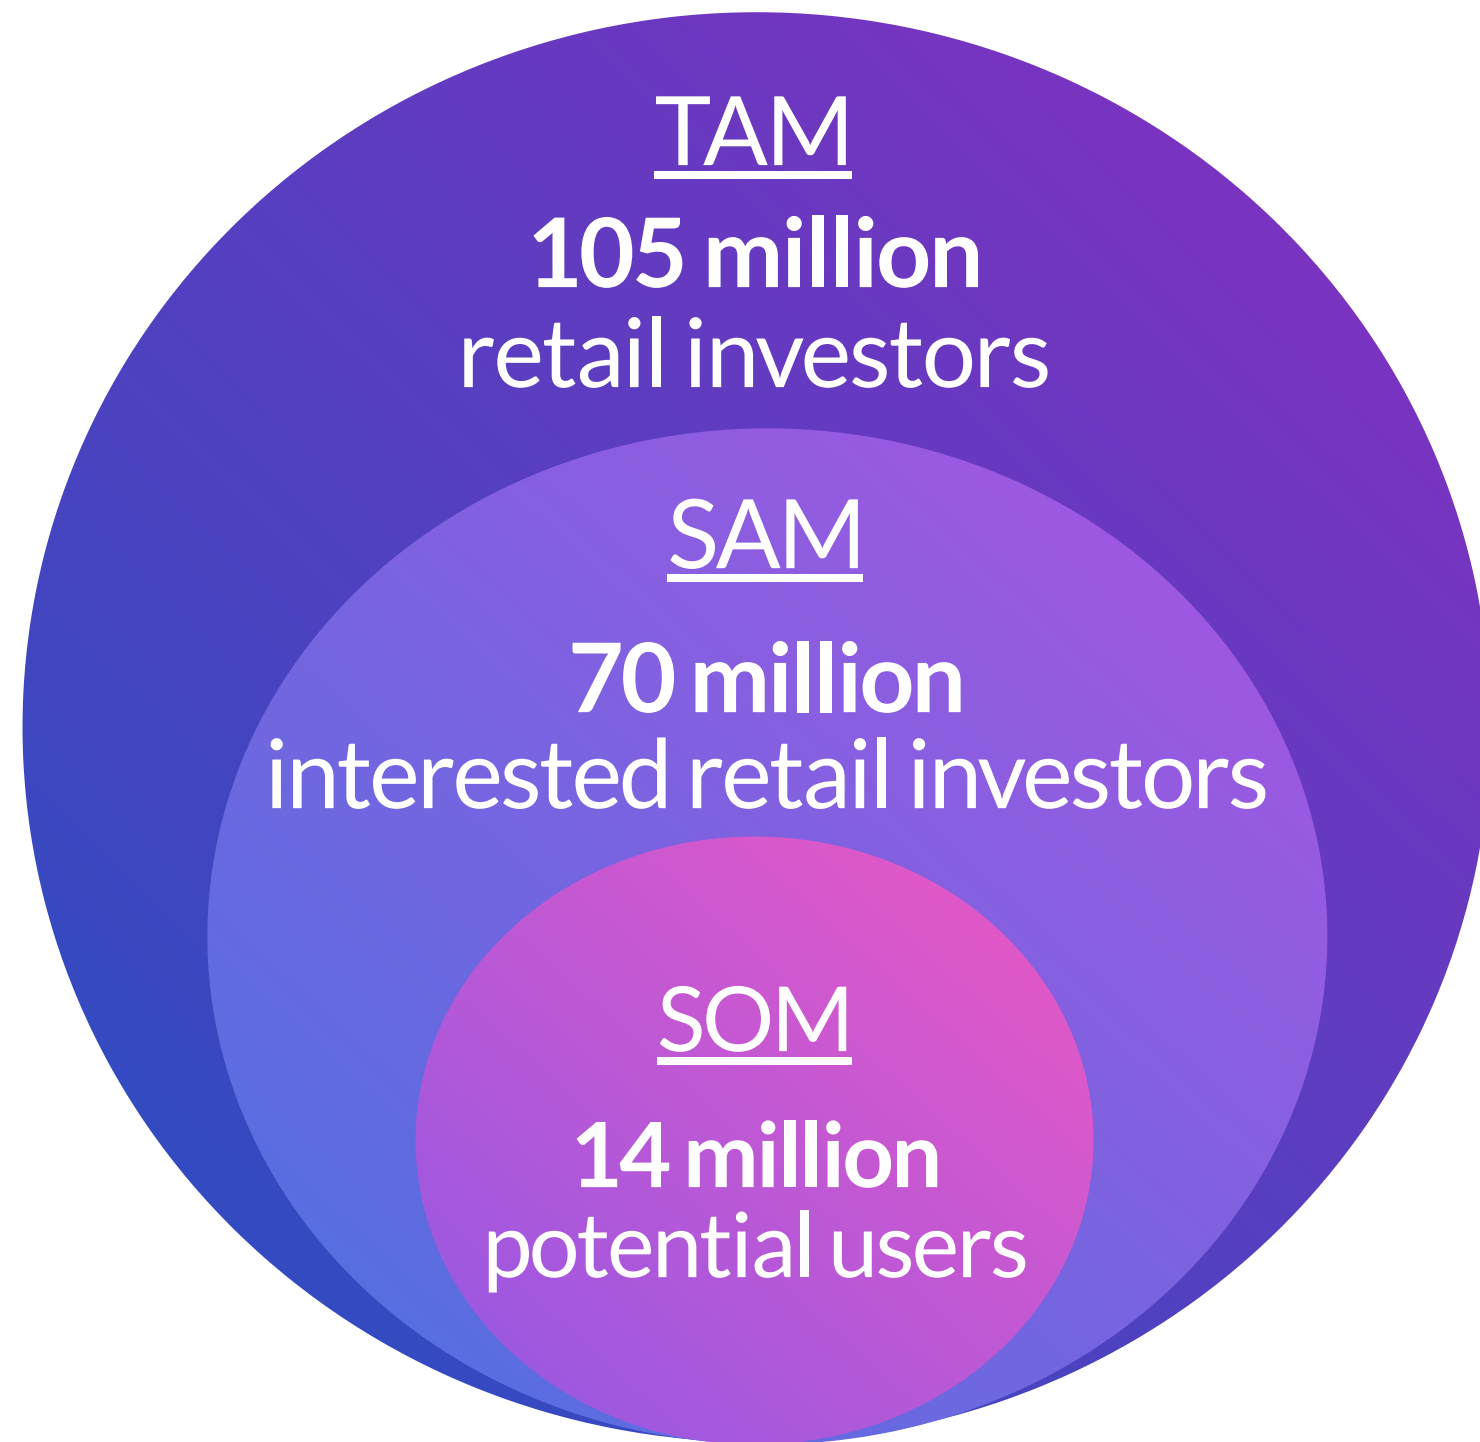 TAM
105 million
retail investors
SAM
70 million
interested retail investors
SOM
14 million
potential users